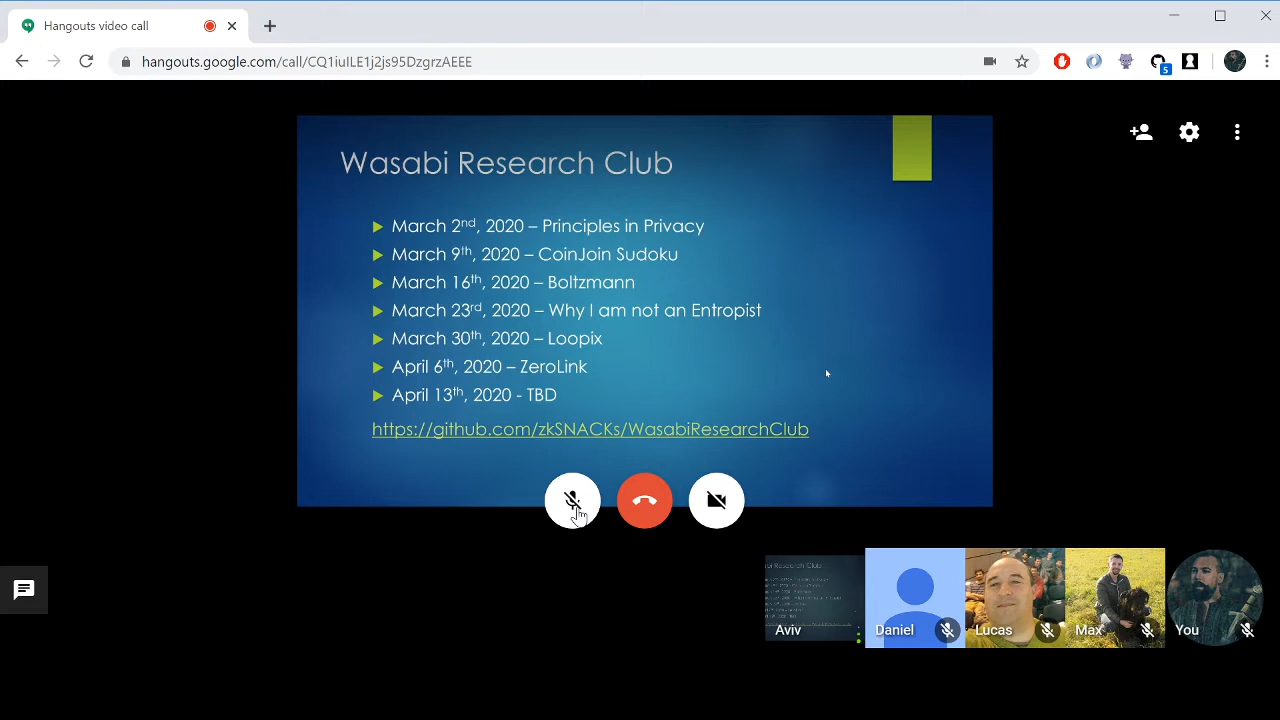 Hangouts video call
hangouts.google.com/call/CQ1iuILE1j2js95DzgrzAEEE
5
Wasabi Research Club
March 2nd, 2020 – Principles in Privacy
March 9th, 2020 – CoinJoin Sudoku
March 16th, 2020 – Boltzmann
March 23rd, 2020 – Why I am not an Entropist
March 30th, 2020 – Loopix
April 6th, 2020 – ZeroLink
April 13th, 2020 - TBD
https://github.com/zkSNACKs/WasabiResearchClub
Aviv
Daniel
Lucas
Max
You